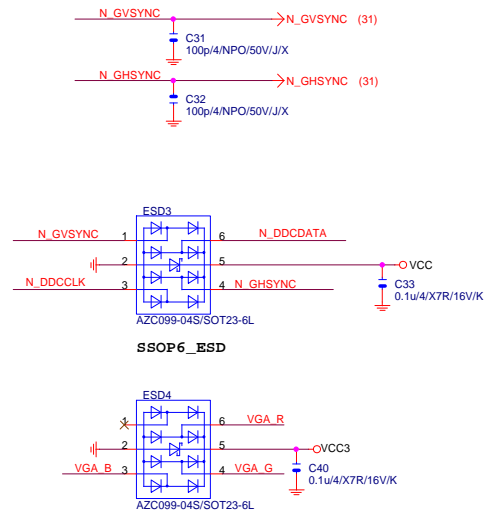 N_GVSYNC N_GVSYNC (31)
C31
100p/4/NPO/50V/J/X
N_GHSYNC N_GHSYNC (31)
C32
100p/4/NPO/50V/J/X
ESD3
N_GVSYNC 1 6 N_DDCDATA
2 5 VCC
N_DDCCLK 3 4 N_GHSYNC
C33
0.1u/4/X7R/16V/K
AZC099-04S/SOT23-6L
SSOP6_ESD
ESD4
1 6 VGA_R
2 5 VCC3
VGA_B 3 4 VGA_G
C40
0.1u/4/X7R/16V/K
AZC099-04S/SOT23-6L